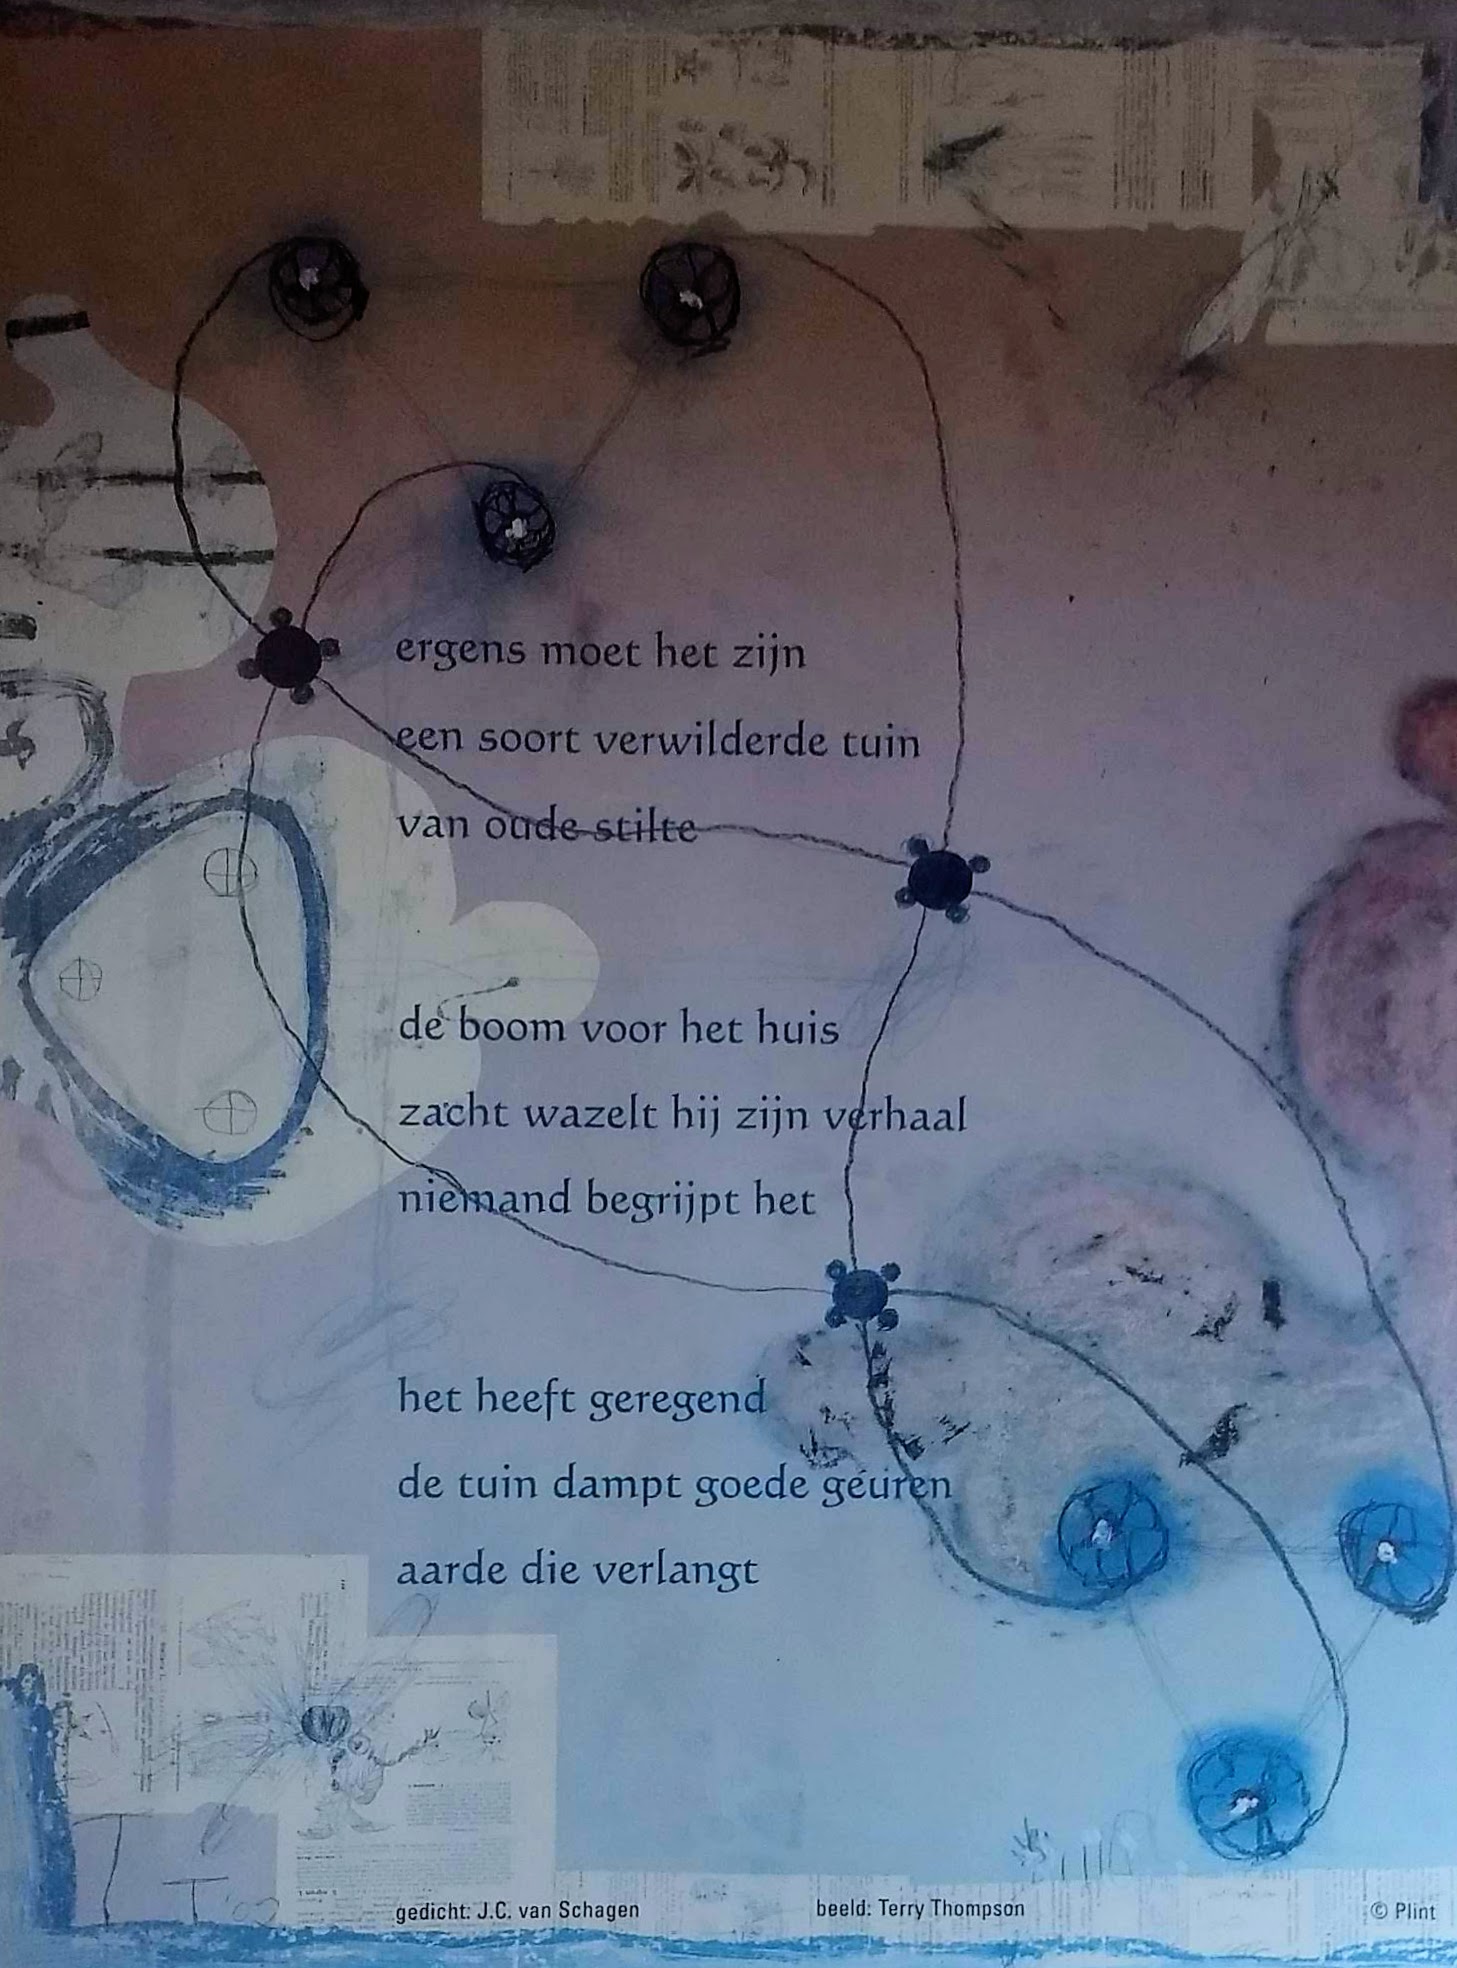 ergens moet het zijn
een soort verwilderde tuin
van oude stilte
de boom voor het huis
zacht wazelt hij zijn verhaal
niemand begrijpt het
het heeft geregend
de tuin dampt goede geuren
aarde die verlangt
T T '02
gedicht: J.C. van Schagen
beeld: Terry Thompson
© Plint